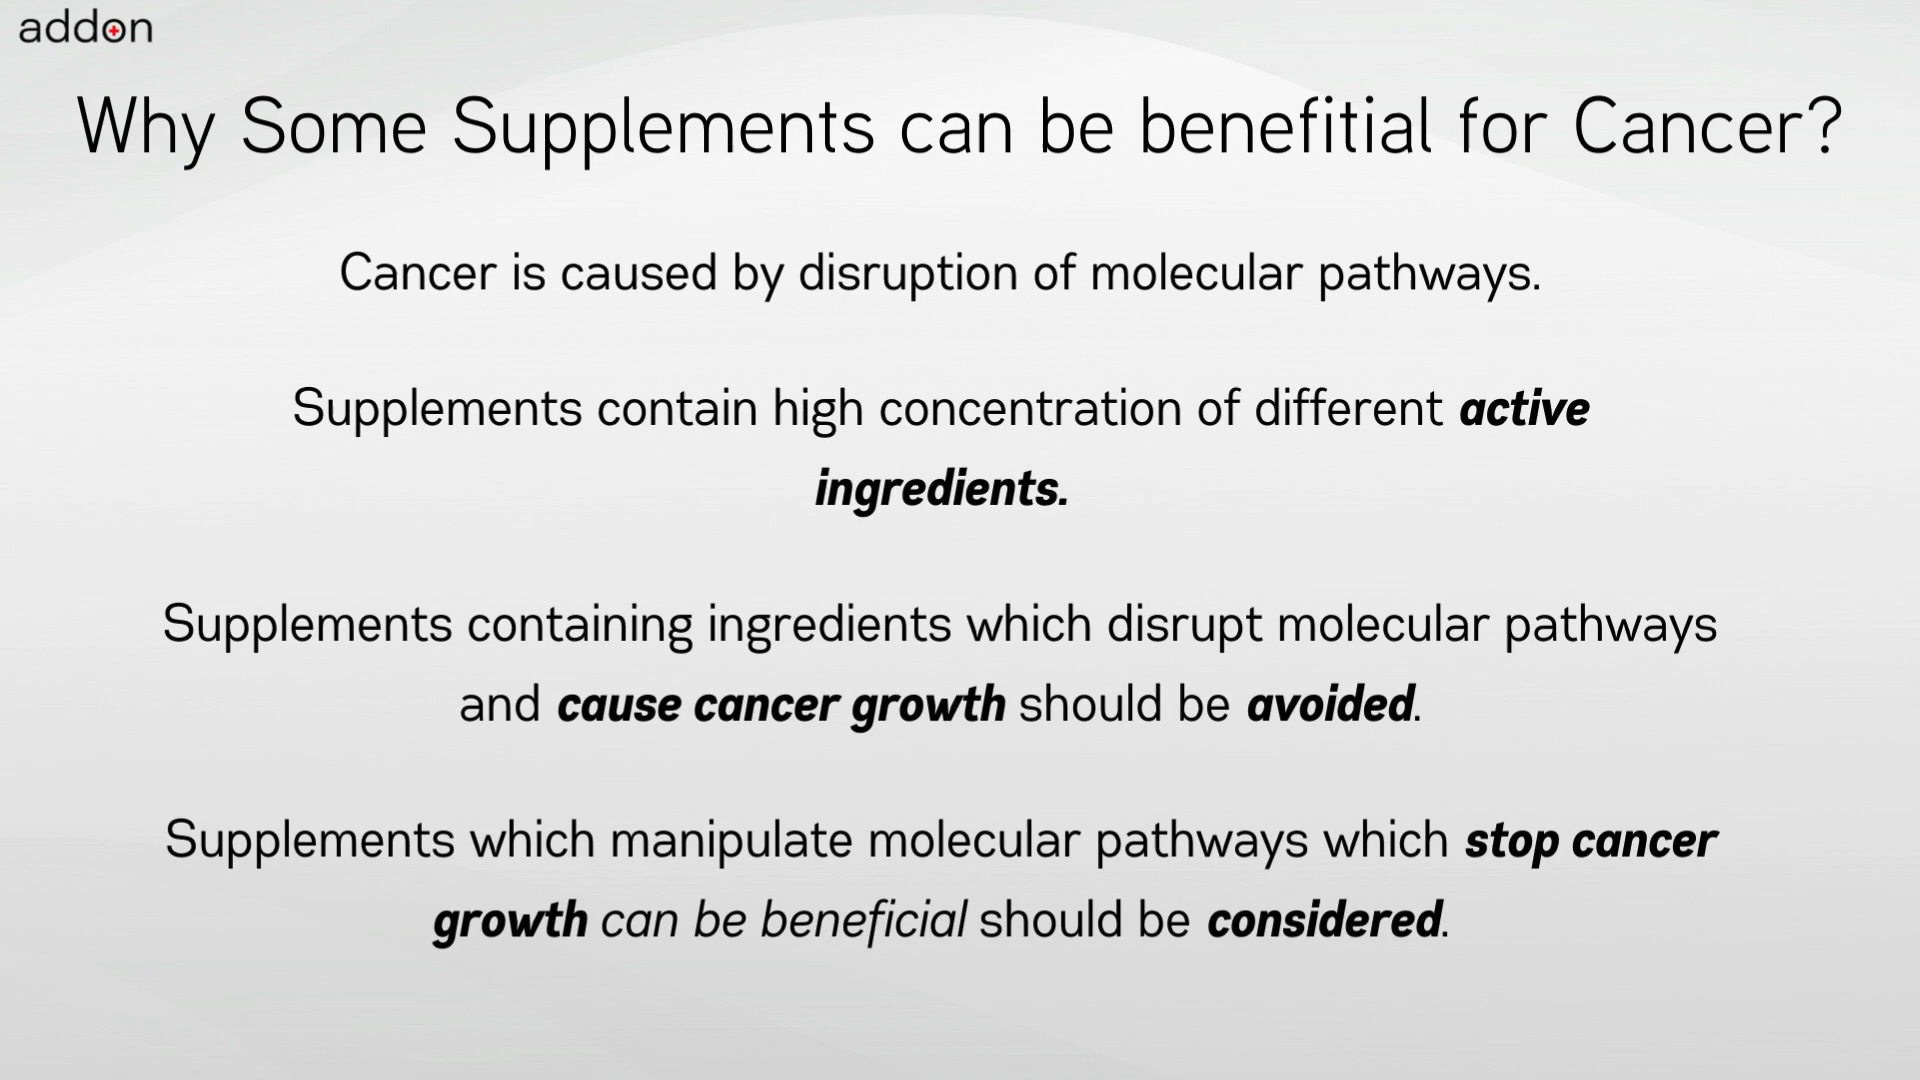 addon
Why Some Supplements can be benefitial for Cancer?
Cancer is caused by disruption of molecular pathways.
Supplements contain high concentration of different active
ingredients.
Supplements containing ingredients which disrupt molecular pathways
and cause cancer growth should be avoided.
Supplements which manipulate molecular pathways which stop cancer
growth can be beneficial should be considered.